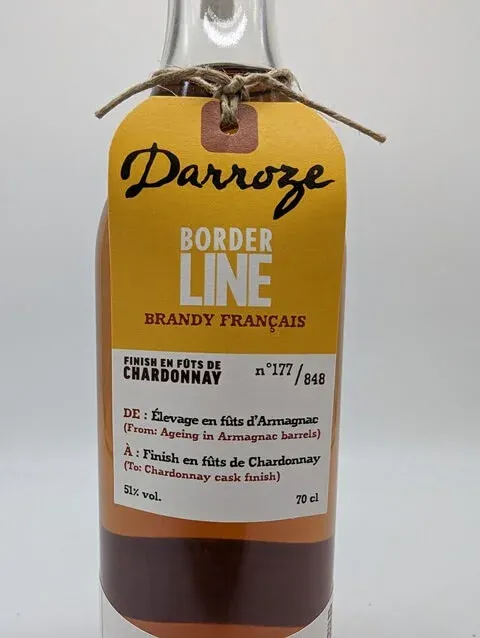 Darroze
BORDER
LINE
BRANDY FRANÇAIS
FINISH EN FÛTS DE
CHARDONNAY
n°177/848
DE : Élevage en fûts d'Armagnac
(From: Ageing in Armagnac barrels)
À : Finish en fûts de Chardonnay
(To: Chardonnay cask finish)
51% vol.
70 cl